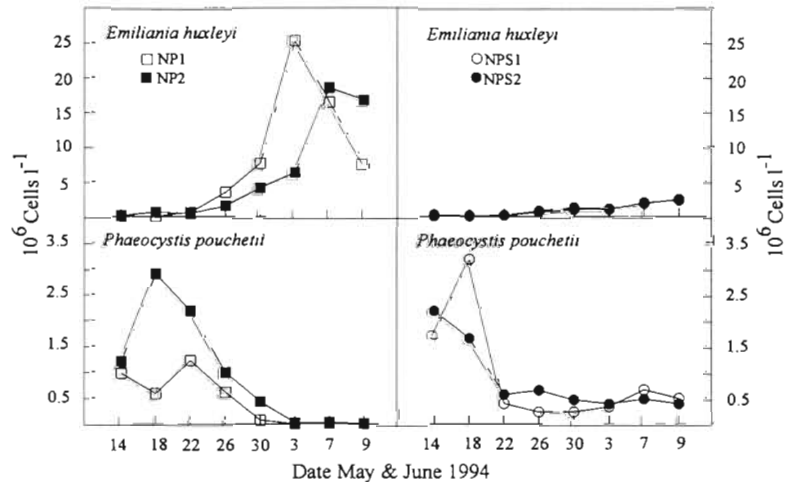 Emiliania huxleyi
NP1
NP2
25
20
15
10
5
10^6 Cells l^-1
Emiliania huxleyi
NPS1
NPS2
25
20
15
10
5
10^6 Cells l^-1
Phaeocystis pouchetii
3.5
2.5
1.5
0.5
14 18 22 26 30 3 7 9
Phaeocystis pouchetii
3.5
2.5
1.5
0.5
14 18 22 26 30 3 7 9
Date May & June 1994